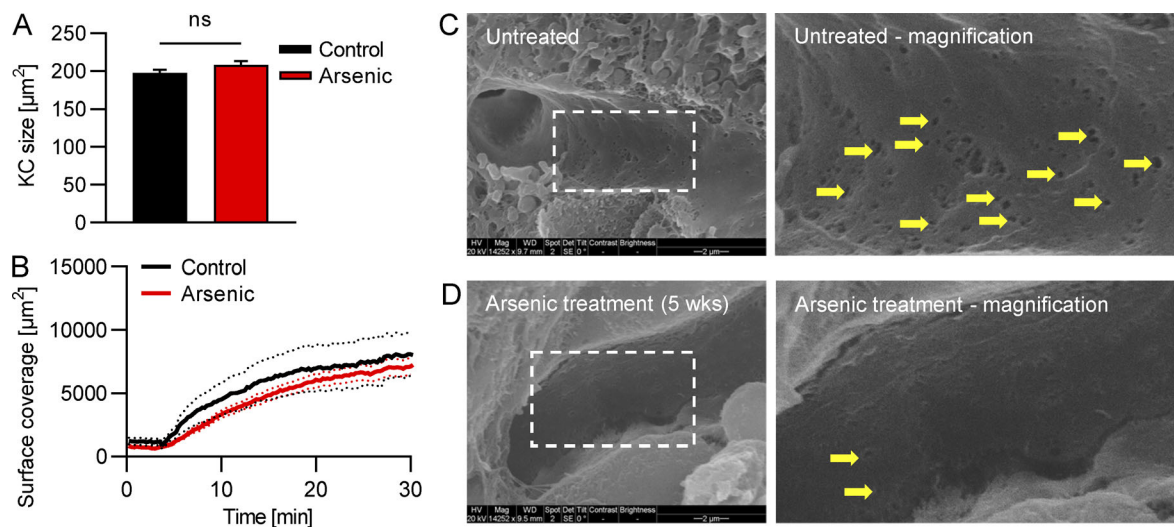 A
ns
250
200
150
100
50
0
KC size [µm²]
Control
Arsenic
B
15000
10000
5000
0
Surface coverage [µm²]
Control
Arsenic
0 10 20 30
Time [min]
C
Untreated
HV Mag WD Spot Det Tilt Contrast Brightness
20 kV 14252 x 9.7 mm 2 SE 0° - - 2 µm
Untreated - magnification
D
Arsenic treatment (5 wks)
HV Mag WD Spot Det Tilt Contrast Brightness
20 kV 14252 x 9.5 mm 2 SE 0° - - 2 µm
Arsenic treatment - magnification